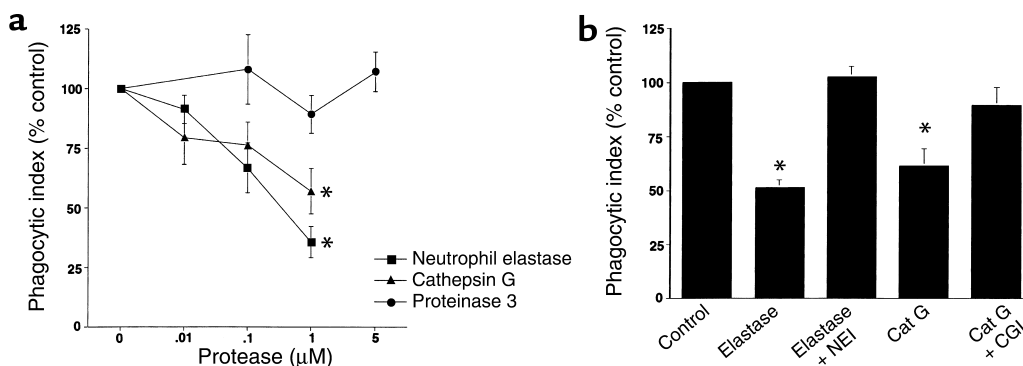 a
Phagocytic index (% control)
125
100
75
50
25
0
0 .01 .1 1 5
Protease (μM)
*
*
Neutrophil elastase
Cathepsin G
Proteinase 3
b
Phagocytic index (% control)
125
100
75
50
25
0
*
*
Control
Elastase
Elastase
+ NEI
Cat G
Cat G
+ CGI